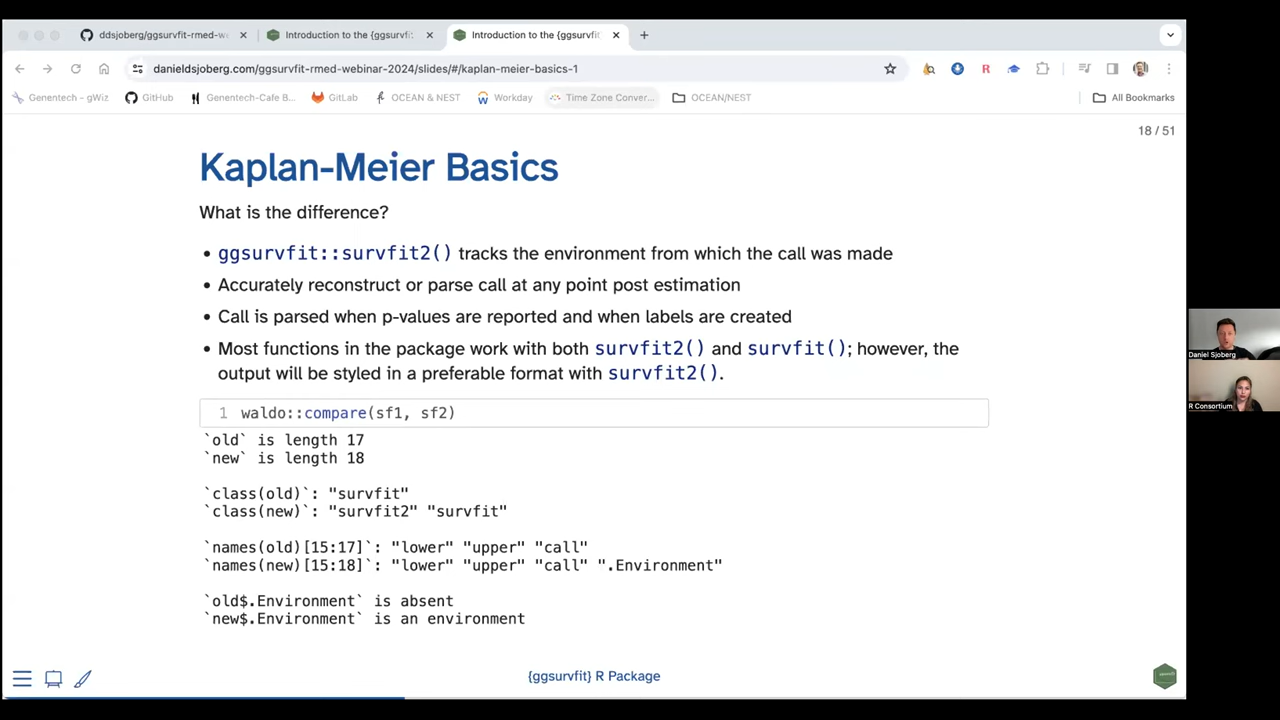 ddsjoberg/ggsurvfit-rmed-we
Introduction to the {ggsurvfit
Introduction to the {ggsurvfit
danieldsjoberg.com/ggsurvfit-rmed-webinar-2024/slides/#/kaplan-meier-basics-1
Genentech - gWiz
GitHub
Genentech-Cafe B...
GitLab
OCEAN & NEST
Workday
Time Zone Conver...
OCEAN/NEST
All Bookmarks
18 / 51
Kaplan-Meier Basics
What is the difference?
• ggsurvfit::survfit2() tracks the environment from which the call was made
• Accurately reconstruct or parse call at any point post estimation
• Call is parsed when p-values are reported and when labels are created
• Most functions in the package work with both survfit2() and survfit(); however, the
output will be styled in a preferable format with survfit2().
1 waldo::compare(sf1, sf2)
`old` is length 17
`new` is length 18
`class(old)`: "survfit"
`class(new)`: "survfit2" "survfit"
`names(old)[15:17]`: "lower" "upper" "call"
`names(new)[15:18]`: "lower" "upper" "call" ".Environment"
`old$.Environment` is absent
`new$.Environment` is an environment
{ggsurvfit} R Package
Daniel Sjoberg
R Consortium